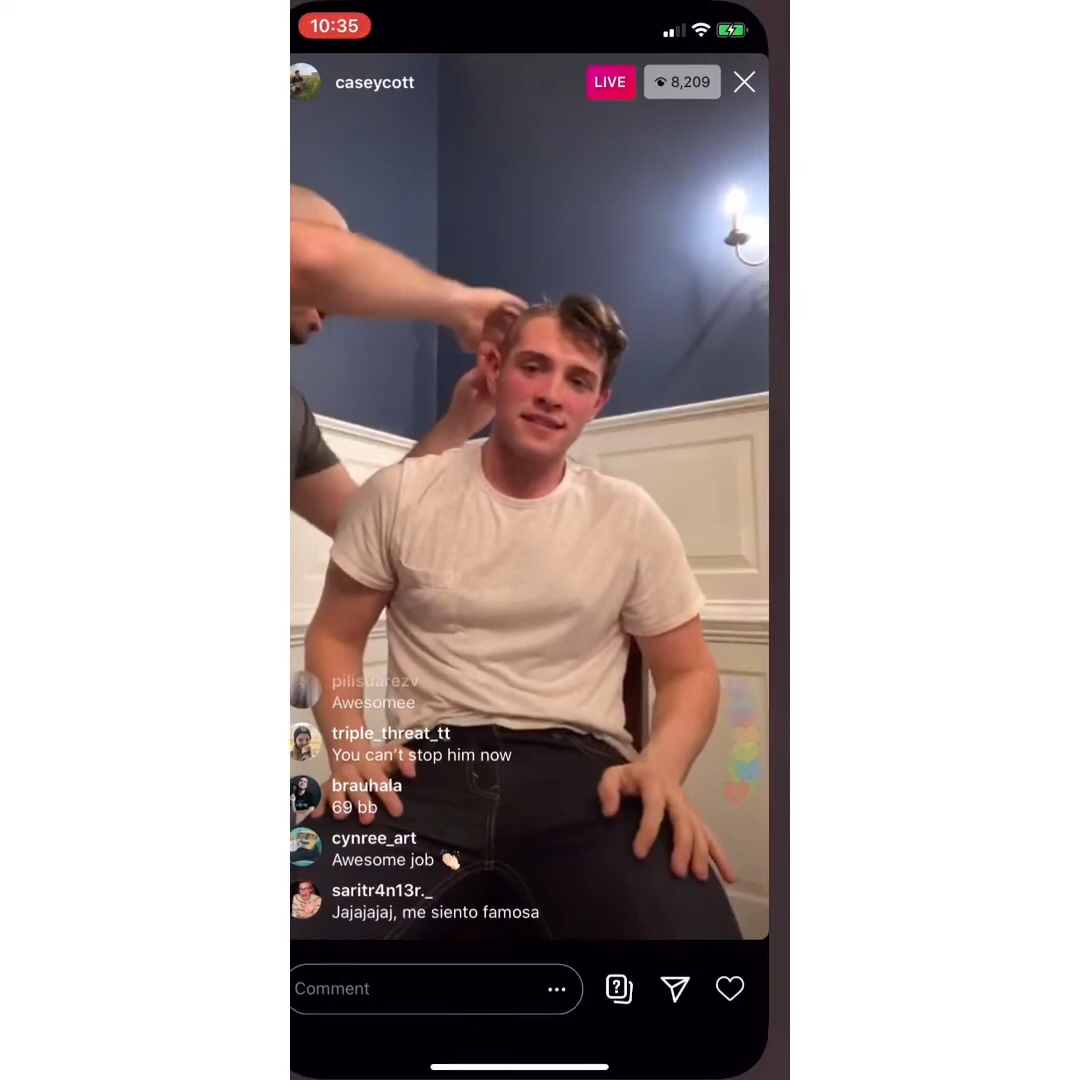 10:35
caseycott
LIVE
8,209
pilisuarezv
Awesomee
triple_threat_tt
You can't stop him now
brauhala
69 bb
cynree_art
Awesome job 👏🏻
saritr4n13r._
Jajajajaj, me siento famosa
Comment